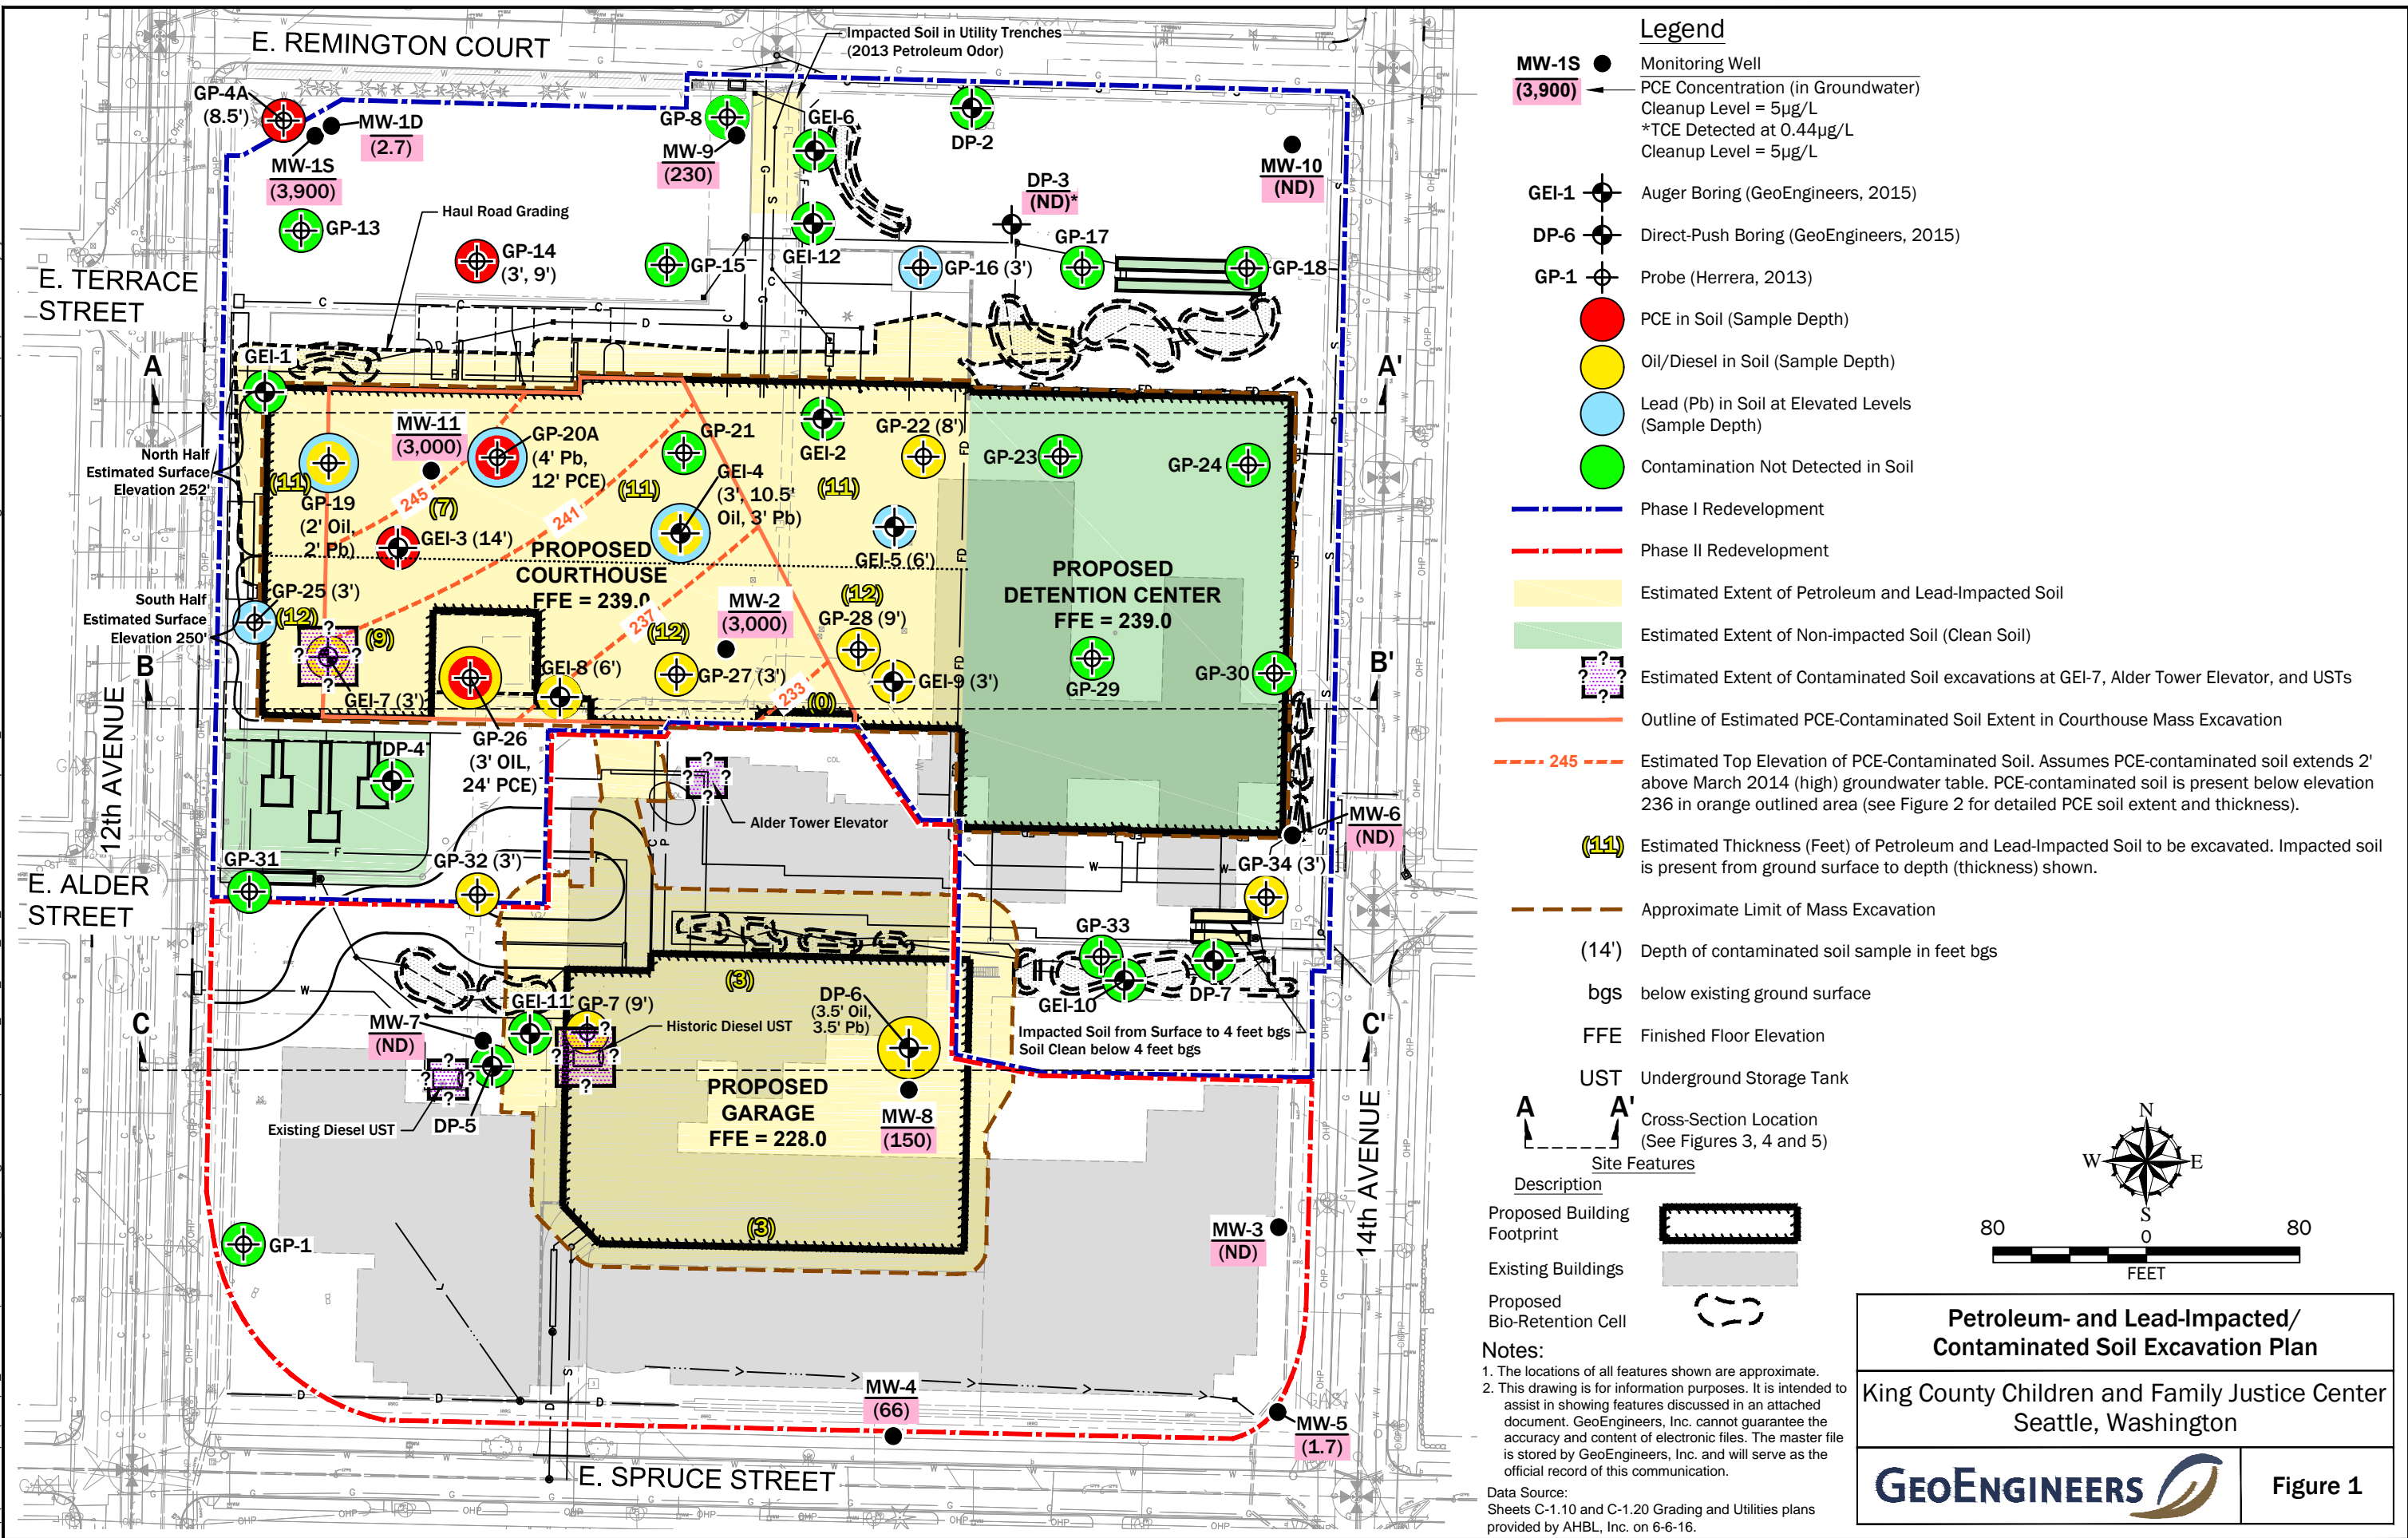 E. REMINGTON COURT
Impacted Soil in Utility Trenches
(2013 Petroleum Odor)
GP-4A
(8.5')
MW-1D
(2.7)
MW-1S
(3,900)
GP-8
MW-9
(230)
GEI-6
DP-2
MW-10
(ND)
DP-3
(ND)*
GP-13
Haul Road Grading
GP-14
(3', 9')
GP-15
GEI-12
GP-16 (3')
GP-17
GP-18
E. TERRACE
STREET
GEI-1
A
A'
North Half
Estimated Surface
Elevation 252'
MW-11
(3,000)
GP-20A
(4' Pb,
12' PCE)
GP-21
GEI-2
GP-22 (8')
GP-23
GP-24
(11)
GP-19
(2' Oil,
2' Pb)
245
(7)
241
(11)
GEI-4
(3', 10.5'
Oil, 3' Pb)
(11)
GEI-3 (14')
GEI-5 (6')
PROPOSED
COURTHOUSE
FFE = 239.0
PROPOSED
DETENTION CENTER
FFE = 239.0
South Half
Estimated Surface
Elevation 250'
GP-25 (3')
(12)
(9)
237
(12)
MW-2
(3,000)
(12)
GP-28 (9')
GEI-7 (3')
GEI-8 (6')
GP-27 (3')
GEI-9 (3')
233
(0)
GP-29
GP-30
B
B'
12th AVENUE
DP-4
GP-26
(3' OIL,
24' PCE)
Alder Tower Elevator
MW-6
(ND)
GP-31
GP-32 (3')
GP-34 (3')
E. ALDER
STREET
GP-33
GEI-10
DP-7
Impacted Soil from Surface to 4 feet bgs
Soil Clean below 4 feet bgs
(3)
GEI-11
GP-7 (9')
Historic Diesel UST
DP-6
(3.5' Oil,
3.5' Pb)
MW-7
(ND)
C
C'
Existing Diesel UST
DP-5
PROPOSED
GARAGE
FFE = 228.0
MW-8
(150)
14th AVENUE
(3)
GP-1
MW-3
(ND)
MW-4
(66)
MW-5
(1.7)
E. SPRUCE STREET
Legend
MW-1S
(3,900)
Monitoring Well
PCE Concentration (in Groundwater)
Cleanup Level = 5µg/L
*TCE Detected at 0.44µg/L
Cleanup Level = 5µg/L
GEI-1 Auger Boring (GeoEngineers, 2015)
DP-6 Direct-Push Boring (GeoEngineers, 2015)
GP-1 Probe (Herrera, 2013)
PCE in Soil (Sample Depth)
Oil/Diesel in Soil (Sample Depth)
Lead (Pb) in Soil at Elevated Levels
(Sample Depth)
Contamination Not Detected in Soil
Phase I Redevelopment
Phase II Redevelopment
Estimated Extent of Petroleum and Lead-Impacted Soil
Estimated Extent of Non-impacted Soil (Clean Soil)
Estimated Extent of Contaminated Soil excavations at GEI-7, Alder Tower Elevator, and USTs
Outline of Estimated PCE-Contaminated Soil Extent in Courthouse Mass Excavation
245 Estimated Top Elevation of PCE-Contaminated Soil. Assumes PCE-contaminated soil extends 2'
above March 2014 (high) groundwater table. PCE-contaminated soil is present below elevation
236 in orange outlined area (see Figure 2 for detailed PCE soil extent and thickness).
(11) Estimated Thickness (Feet) of Petroleum and Lead-Impacted Soil to be excavated. Impacted soil
is present from ground surface to depth (thickness) shown.
Approximate Limit of Mass Excavation
(14') Depth of contaminated soil sample in feet bgs
bgs below existing ground surface
FFE Finished Floor Elevation
UST Underground Storage Tank
A A' Cross-Section Location
(See Figures 3, 4 and 5)
Site Features
Description
Proposed Building
Footprint
Existing Buildings
Proposed
Bio-Retention Cell
N
W E
S
80 0 80
FEET
Notes:
1. The locations of all features shown are approximate.
2. This drawing is for information purposes. It is intended to
assist in showing features discussed in an attached
document. GeoEngineers, Inc. cannot guarantee the
accuracy and content of electronic files. The master file
is stored by GeoEngineers, Inc. and will serve as the
official record of this communication.
Data Source:
Sheets C-1.10 and C-1.20 Grading and Utilities plans
provided by AHBL, Inc. on 6-6-16.
Petroleum- and Lead-Impacted/
Contaminated Soil Excavation Plan
King County Children and Family Justice Center
Seattle, Washington
GEOENGINEERS
Figure 1